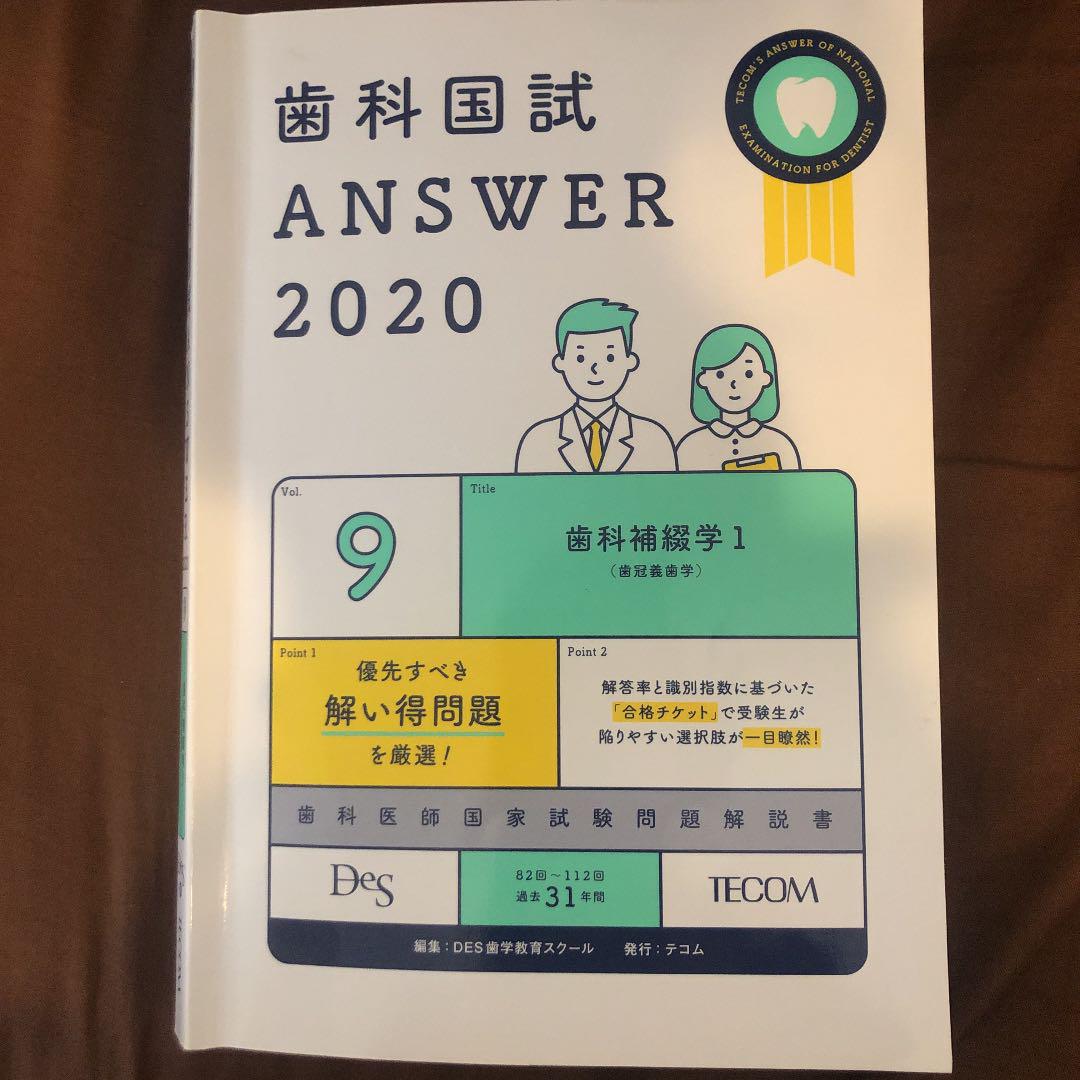 歯科国試
ANSWER
2020
TECOM'S ANSWER OF NATIONAL
EXAMINATION FOR DENTIST
Vol.
9
Title
歯科補綴学1
（歯冠義歯学）
Point 1
優先すべき
解い得問題
を厳選！
Point 2
解答率と識別指数に基づいた
「合格チケット」で受験生が
陥りやすい選択肢が一目瞭然！
歯科医師国家試験問題解説書
DES
82回～112回
過去31年間
TECOM
編集：DES歯学教育スクール　発行：テコム